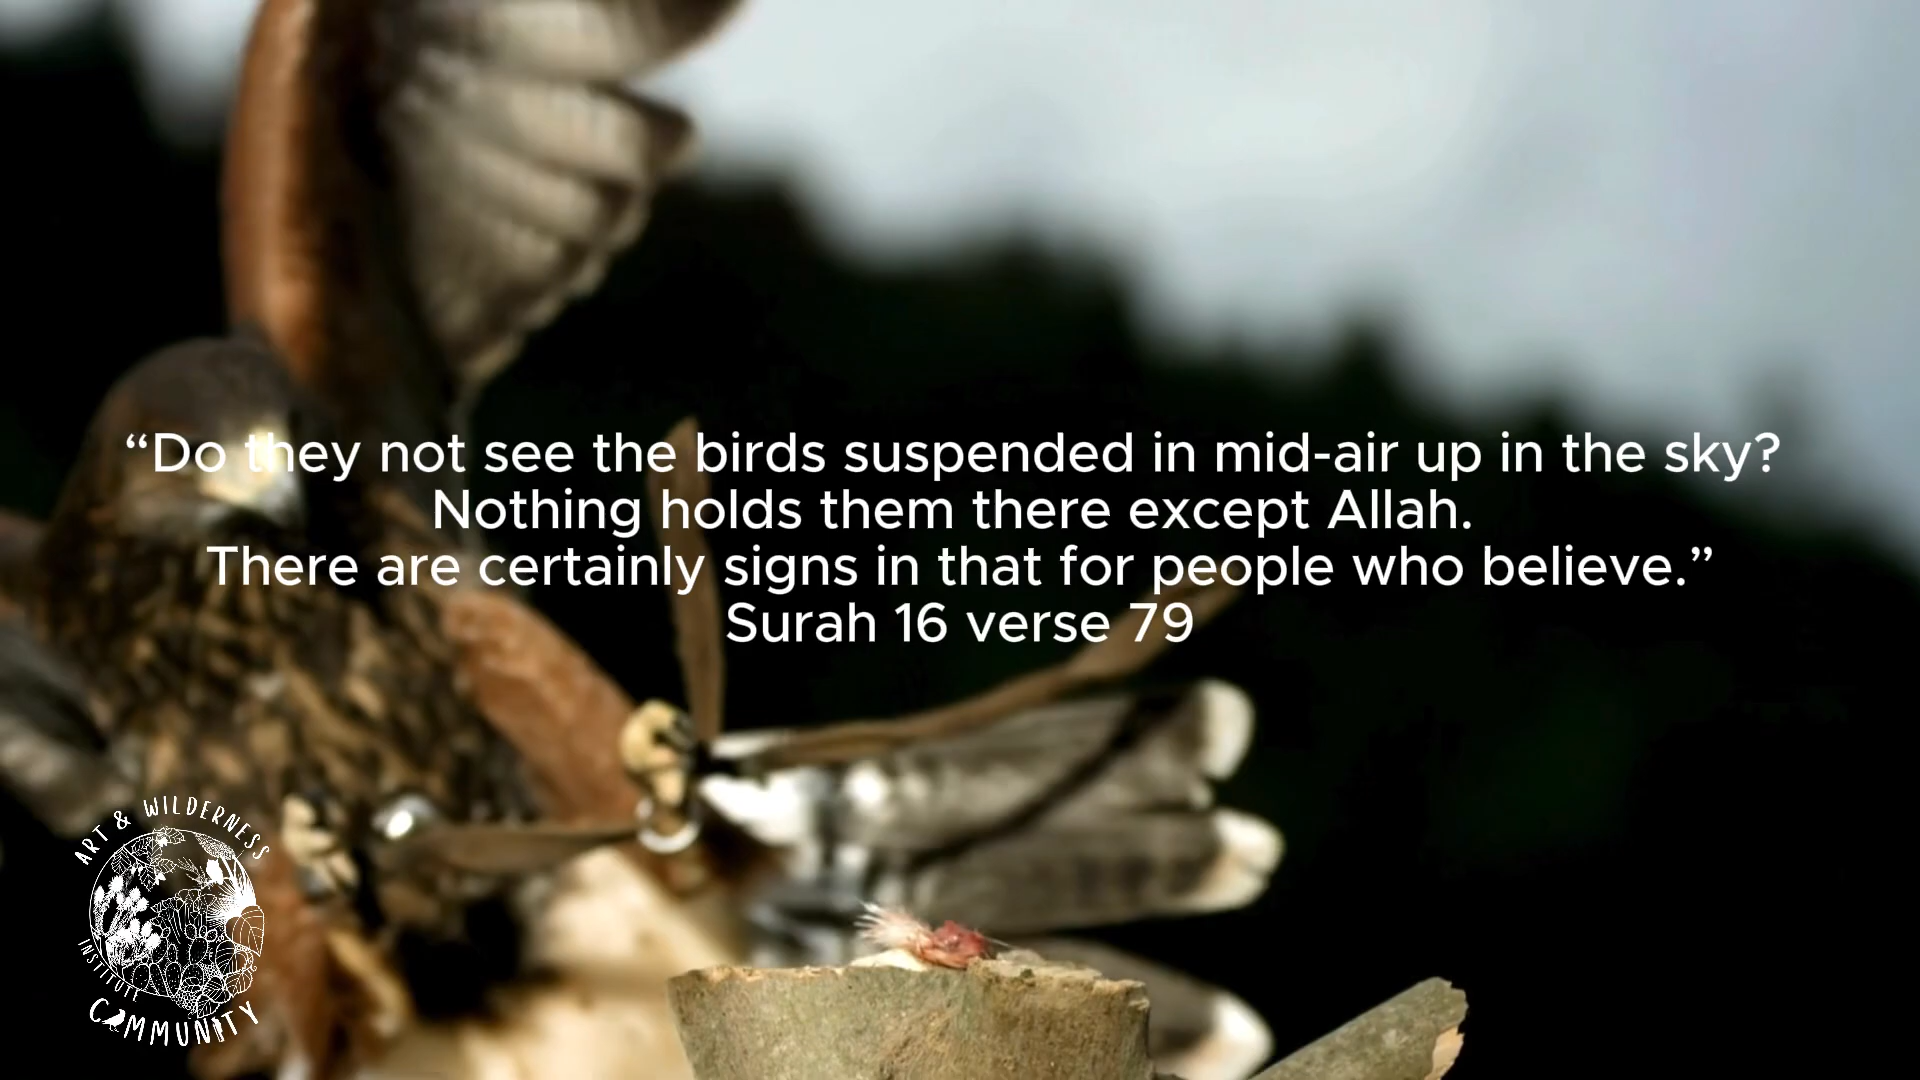 “Do they not see the birds suspended in mid-air up in the sky?
Nothing holds them there except Allah.
There are certainly signs in that for people who believe.”
Surah 16 verse 79
ART & WILDERNESS
INSTITUTE
COMMUNITY